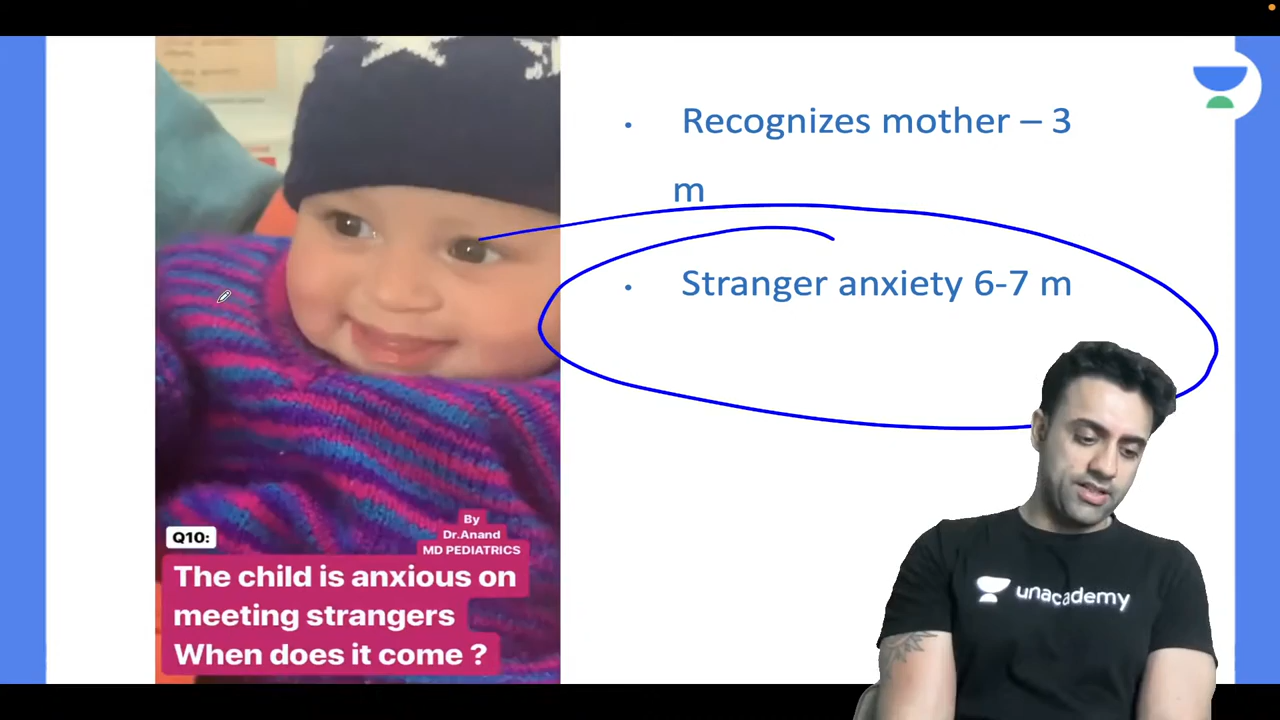 • Recognizes mother – 3
m
• Stranger anxiety 6-7 m
By
Dr.Anand
MD PEDIATRICS
Q10:
The child is anxious on
meeting strangers
When does it come ?
unacademy